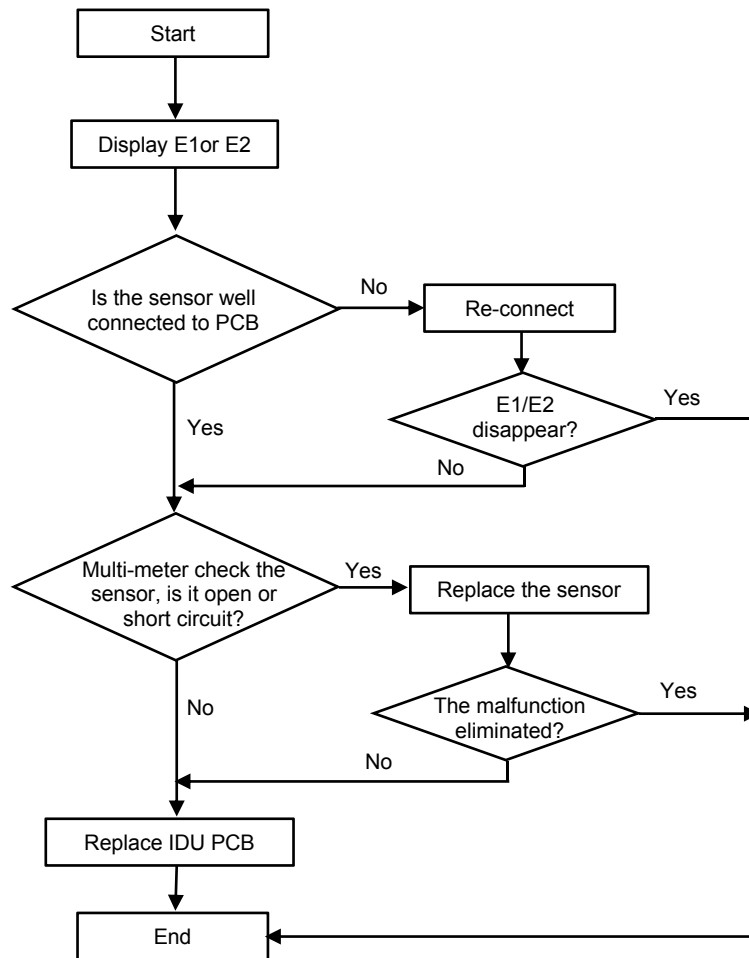 Start
Display E1or E2
Is the sensor well
connected to PCB
No
Re-connect
E1/E2
disappear?
Yes
Yes
No
Multi-meter check the
sensor, is it open or
short circuit?
Yes
Replace the sensor
The malfunction
eliminated?
Yes
No
No
Replace IDU PCB
End